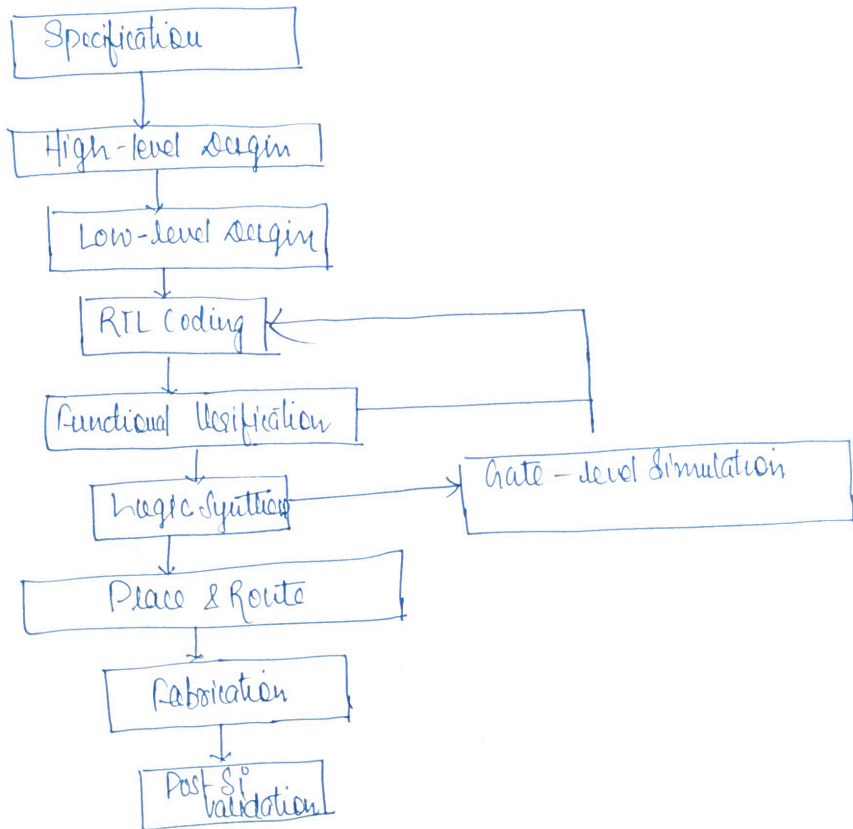 Specification
High-level Desgin
Low-level Desgin
RTL Coding
Functional Verification
Gate-level Simulation
Logic Synthesis
Place & Route
Fabrication
Post Si
validation